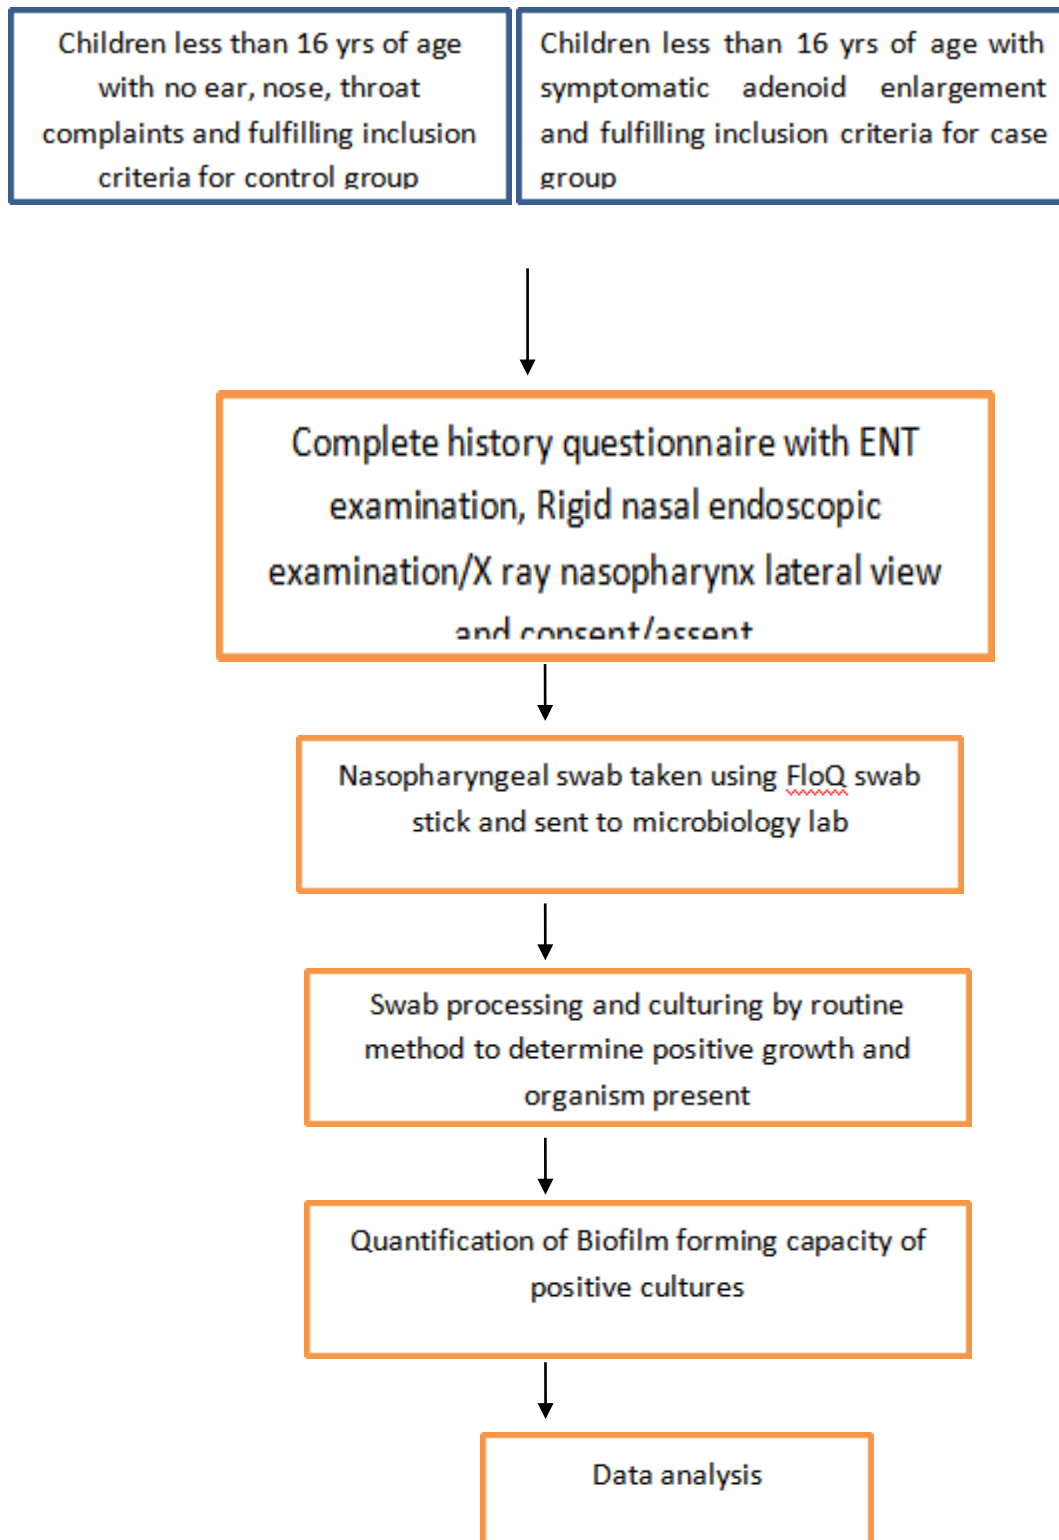 Children less than 16 yrs of age
with no ear, nose, throat
complaints and fulfilling inclusion
criteria for control group
Children less than 16 yrs of age with
symptomatic adenoid enlargement
and fulfilling inclusion criteria for case
group
Complete history questionnaire with ENT
examination, Rigid nasal endoscopic
examination/X ray nasopharynx lateral view
and consent/assent
Nasopharyngeal swab taken using FloQ swab
stick and sent to microbiology lab
Swab processing and culturing by routine
method to determine positive growth and
organism present
Quantification of Biofilm forming capacity of
positive cultures
Data analysis